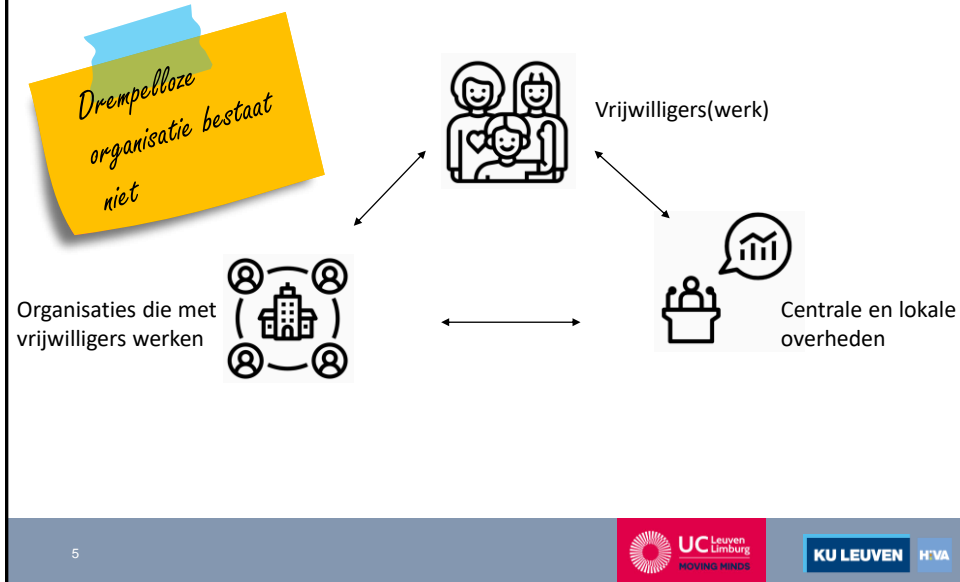 Drempelloze
organisatie bestaat
niet
Vrijwilligers(werk)
Organisaties die met
vrijwilligers werken
Centrale en lokale
overheden
5
UC Leuven
Limburg
MOVING MINDS
KU LEUVEN
HIVA